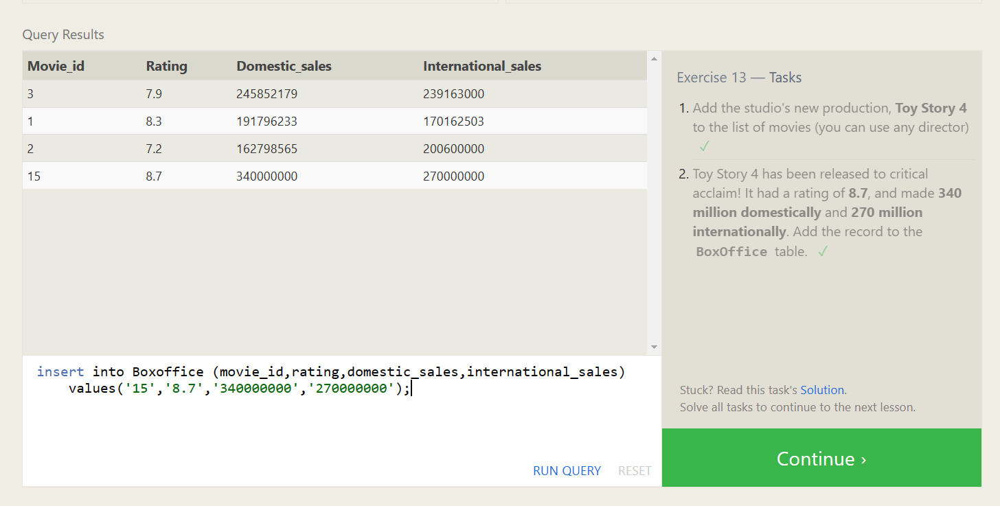 Query Results
Movie_id Rating Domestic_sales International_sales
3 7.9 245852179 239163000
1 8.3 191796233 170162503
2 7.2 162798565 200600000
15 8.7 340000000 270000000
insert into Boxoffice (movie_id,rating,domestic_sales,international_sales)
values('15','8.7','340000000','270000000');
RUN QUERY RESET
Exercise 13 — Tasks
1. Add the studio's new production, Toy Story 4
to the list of movies (you can use any director)
✓
2. Toy Story 4 has been released to critical
acclaim! It had a rating of 8.7, and made 340
million domestically and 270 million
internationally. Add the record to the
BoxOffice table. ✓
Stuck? Read this task's Solution.
Solve all tasks to continue to the next lesson.
Continue ›